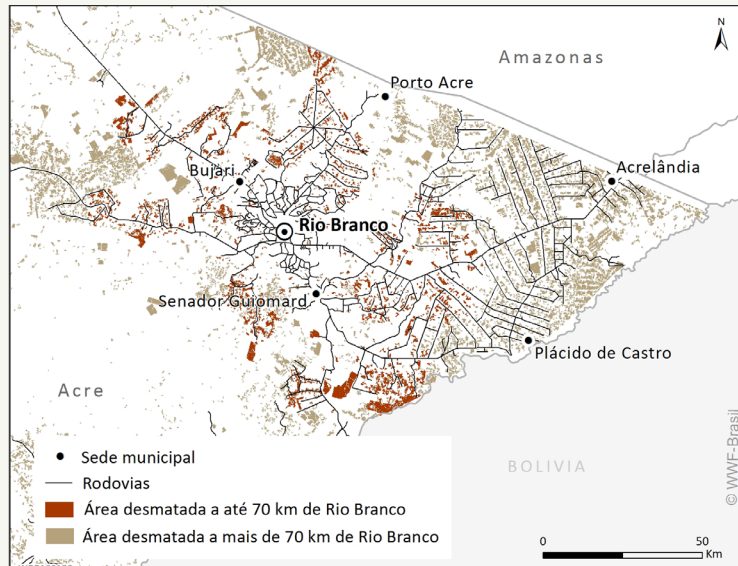 N
Amazonas
Porto Acre
Acrelândia
Bujari
Rio Branco
Senador Guiomard
Plácido de Castro
Acre
BOLIVIA
© WWF-Brasil
Sede municipal
Rodovias
Área desmatada a até 70 km de Rio Branco
Área desmatada a mais de 70 km de Rio Branco
0 50
Km